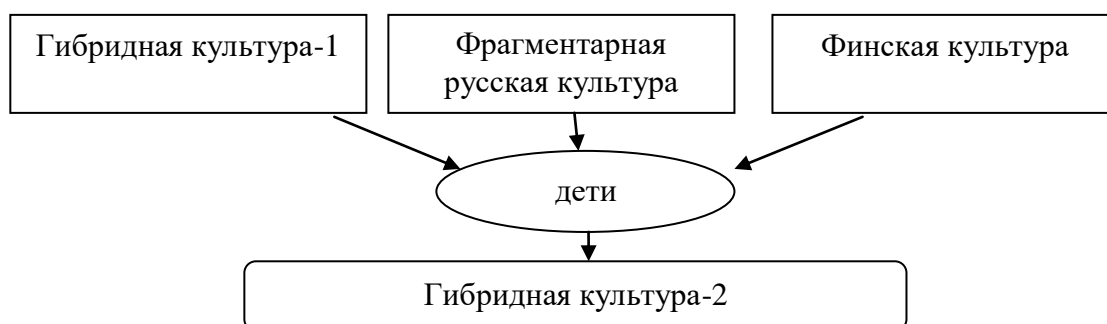 Гибридная культура-1
Фрагментарная
русская культура
Финская культура
дети
Гибридная культура-2